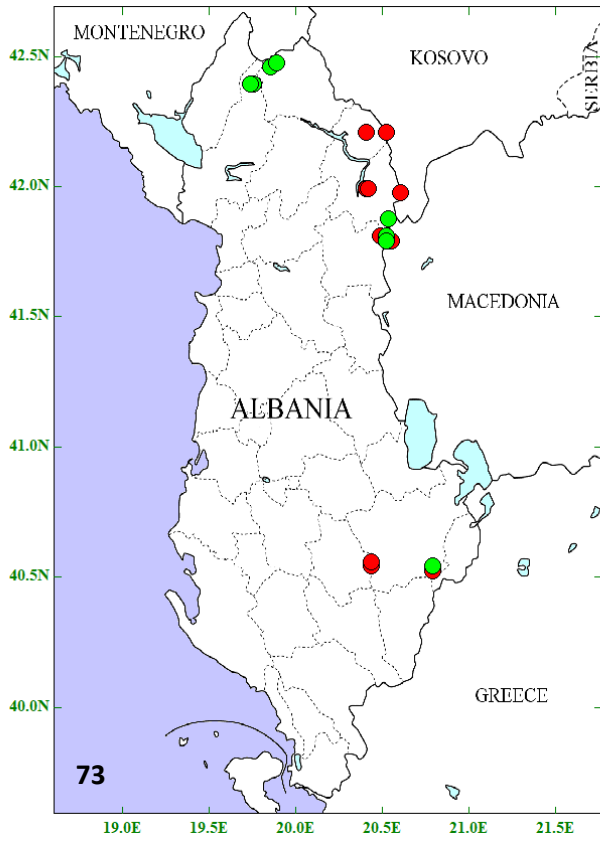 MONTENEGRO
KOSOVO
SERBIA
MACEDONIA
ALBANIA
GREECE
73
42.5N
42.0N
41.5N
41.0N
40.5N
40.0N
19.0E 19.5E 20.0E 20.5E 21.0E 21.5E